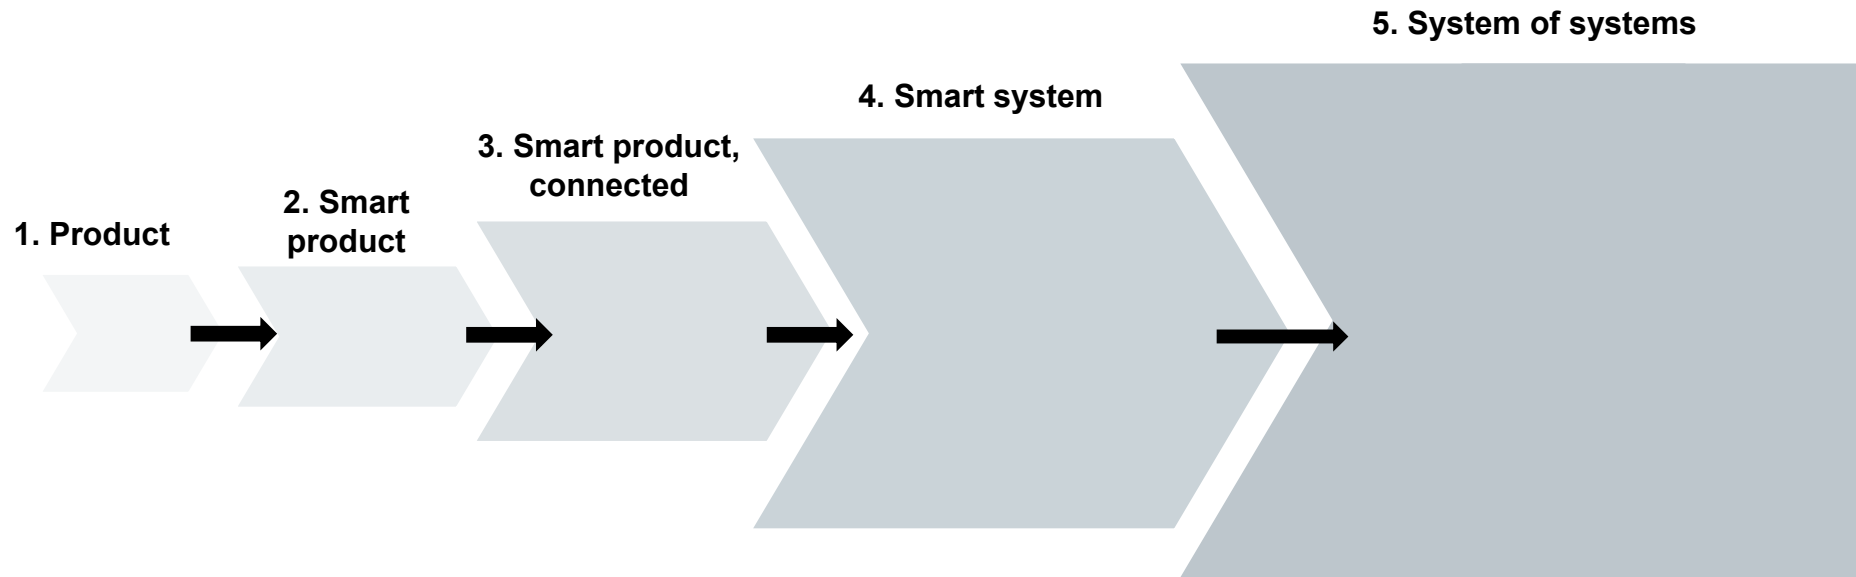 1. Product
2. Smart
product
3. Smart product,
connected
4. Smart system
5. System of systems